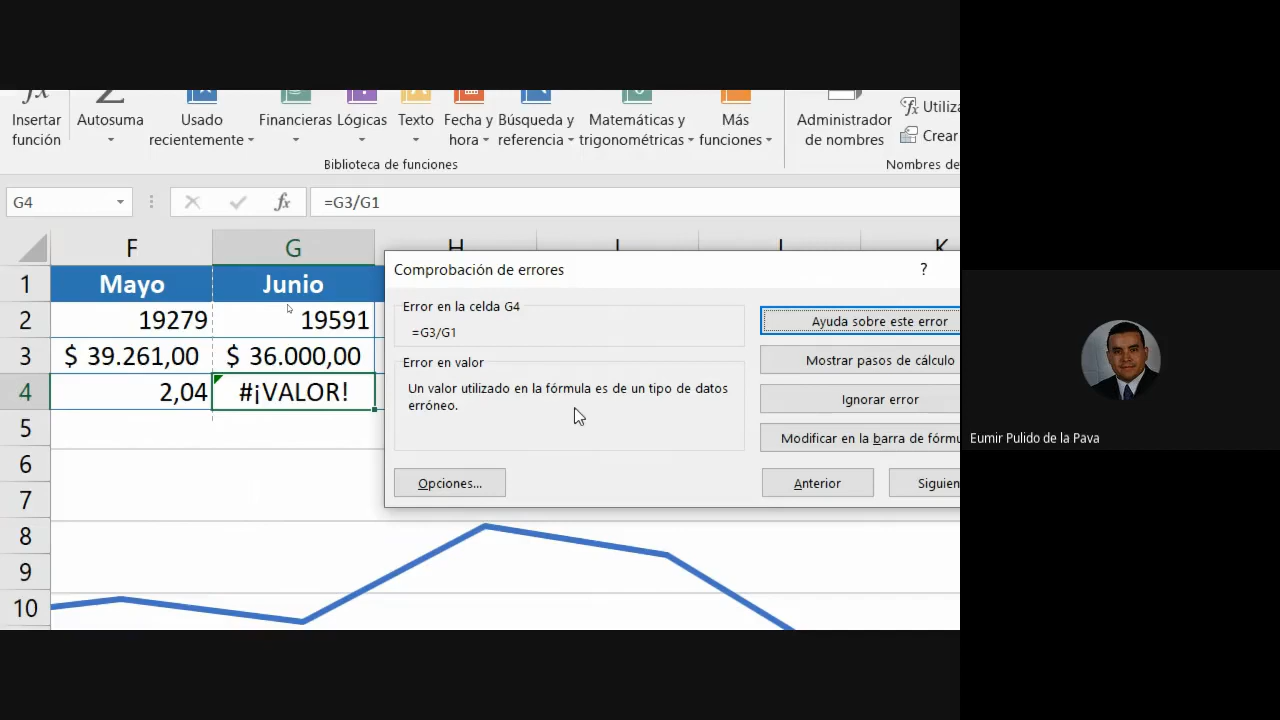 Insertar función
Autosuma
Usado recientemente
Financieras
Lógicas
Texto
Fecha y hora
Búsqueda y referencia
Matemáticas y trigonométricas
Más funciones
Administrador de nombres
Crear
Biblioteca de funciones
Nombres de
G4
fx
=G3/G1
F G H K
1 Mayo Junio
2 19279 19591
3 $ 39.261,00 $ 36.000,00
4 2,04 #¡VALOR!
5
6
7
8
9
10
Comprobación de errores
?
Error en la celda G4
=G3/G1
Error en valor
Un valor utilizado en la fórmula es de un tipo de datos
erróneo.
Ayuda sobre este error
Mostrar pasos de cálculo
Ignorar error
Modificar en la barra de fórmu
Opciones...
Anterior
Siguien
Eumir Pulido de la Pava